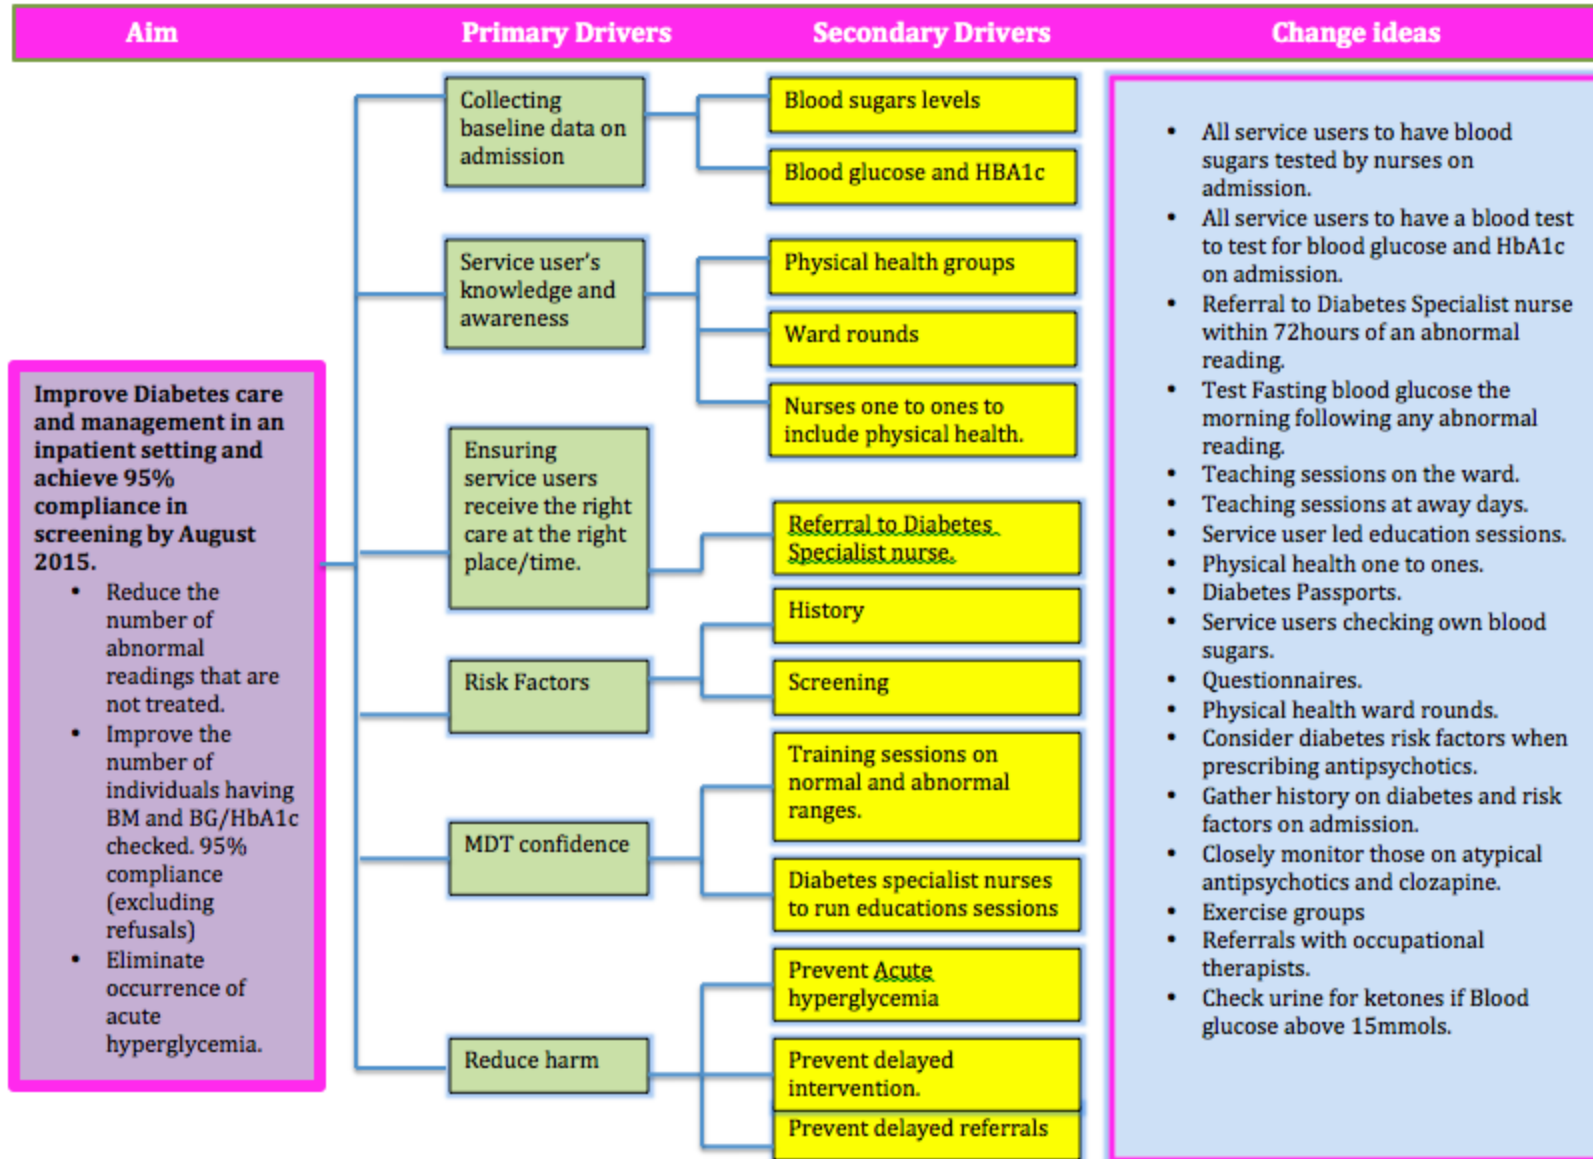 Aim
Primary Drivers
Secondary Drivers
Change ideas
Improve Diabetes care
and management in an
inpatient setting and
achieve 95%
compliance in
screening by August
2015.
• Reduce the
number of
abnormal
readings that are
not treated.
• Improve the
number of
individuals having
BM and BG/HbA1c
checked. 95%
compliance
(excluding
refusals)
• Eliminate
occurrence of
acute
hyperglycemia.
Collecting
baseline data on
admission
Service user's
knowledge and
awareness
Ensuring
service users
receive the right
care at the right
place/time.
Risk Factors
MDT confidence
Reduce harm
Blood sugars levels
Blood glucose and HBA1c
Physical health groups
Ward rounds
Nurses one to ones to
include physical health.
Referral to Diabetes
Specialist nurse.
History
Screening
Training sessions on
normal and abnormal
ranges.
Diabetes specialist nurses
to run educations sessions
Prevent Acute
hyperglycemia
Prevent delayed
intervention.
Prevent delayed referrals
• All service users to have blood
sugars tested by nurses on
admission.
• All service users to have a blood test
to test for blood glucose and HbA1c
on admission.
• Referral to Diabetes Specialist nurse
within 72hours of an abnormal
reading.
• Test Fasting blood glucose the
morning following any abnormal
reading.
• Teaching sessions on the ward.
• Teaching sessions at away days.
• Service user led education sessions.
• Physical health one to ones.
• Diabetes Passports.
• Service users checking own blood
sugars.
• Questionnaires.
• Physical health ward rounds.
• Consider diabetes risk factors when
prescribing antipsychotics.
• Gather history on diabetes and risk
factors on admission.
• Closely monitor those on atypical
antipsychotics and clozapine.
• Exercise groups
• Referrals with occupational
therapists.
• Check urine for ketones if Blood
glucose above 15mmols.